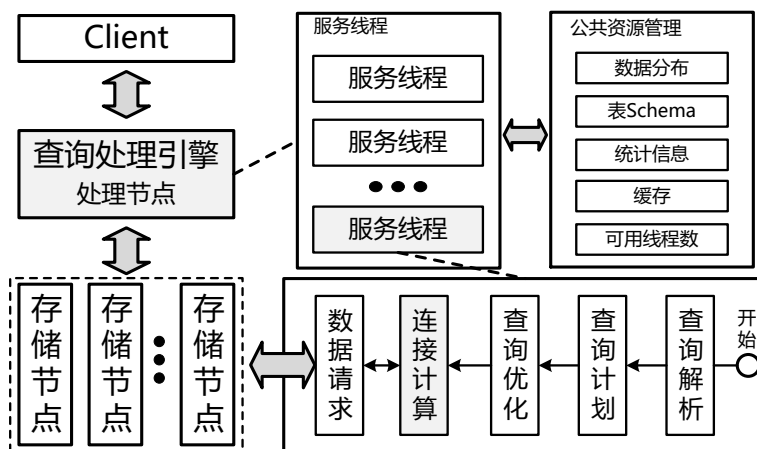 Client
查询处理引擎
处理节点
存储节点
存储节点
存储节点
服务线程
服务线程
服务线程
服务线程
公共资源管理
数据分布
表Schema
统计信息
缓存
可用线程数
数据请求
连接计算
查询优化
查询计划
查询解析
开始